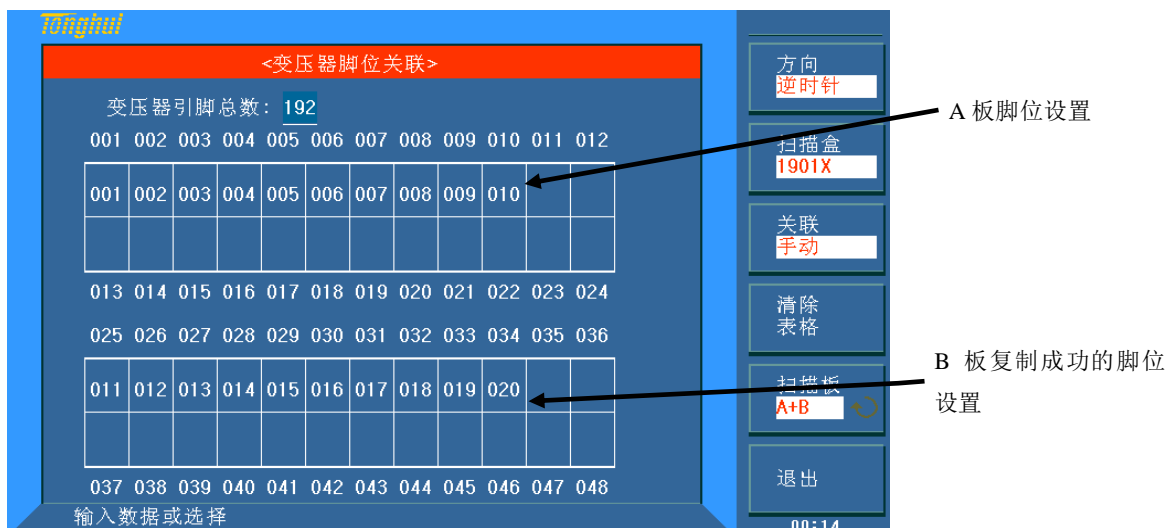 Tonghui
<变压器脚位关联>
变压器引脚总数: 192
001 002 003 004 005 006 007 008 009 010 011 012
001 002 003 004 005 006 007 008 009 010
013 014 015 016 017 018 019 020 021 022 023 024
025 026 027 028 029 030 031 032 033 034 035 036
011 012 013 014 015 016 017 018 019 020
037 038 039 040 041 042 043 044 045 046 047 048
输入数据或选择
方向
逆时针
扫描盒
1901X
关联
手动
清除
表格
扫描板
A+B
退出
00:14
A 板脚位设置
B 板复制成功的脚位
设置